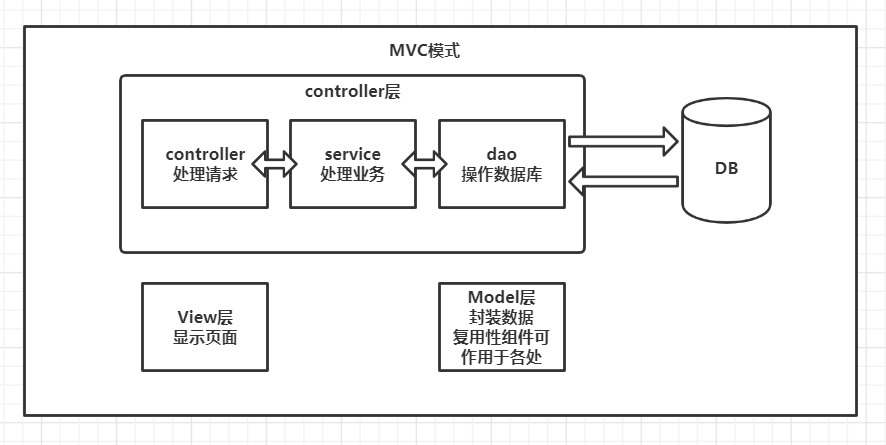 MVC模式
controller层
controller
处理请求
service
处理业务
dao
操作数据库
DB
View层
显示页面
Model层
封装数据
复用性组件可
作用于各处